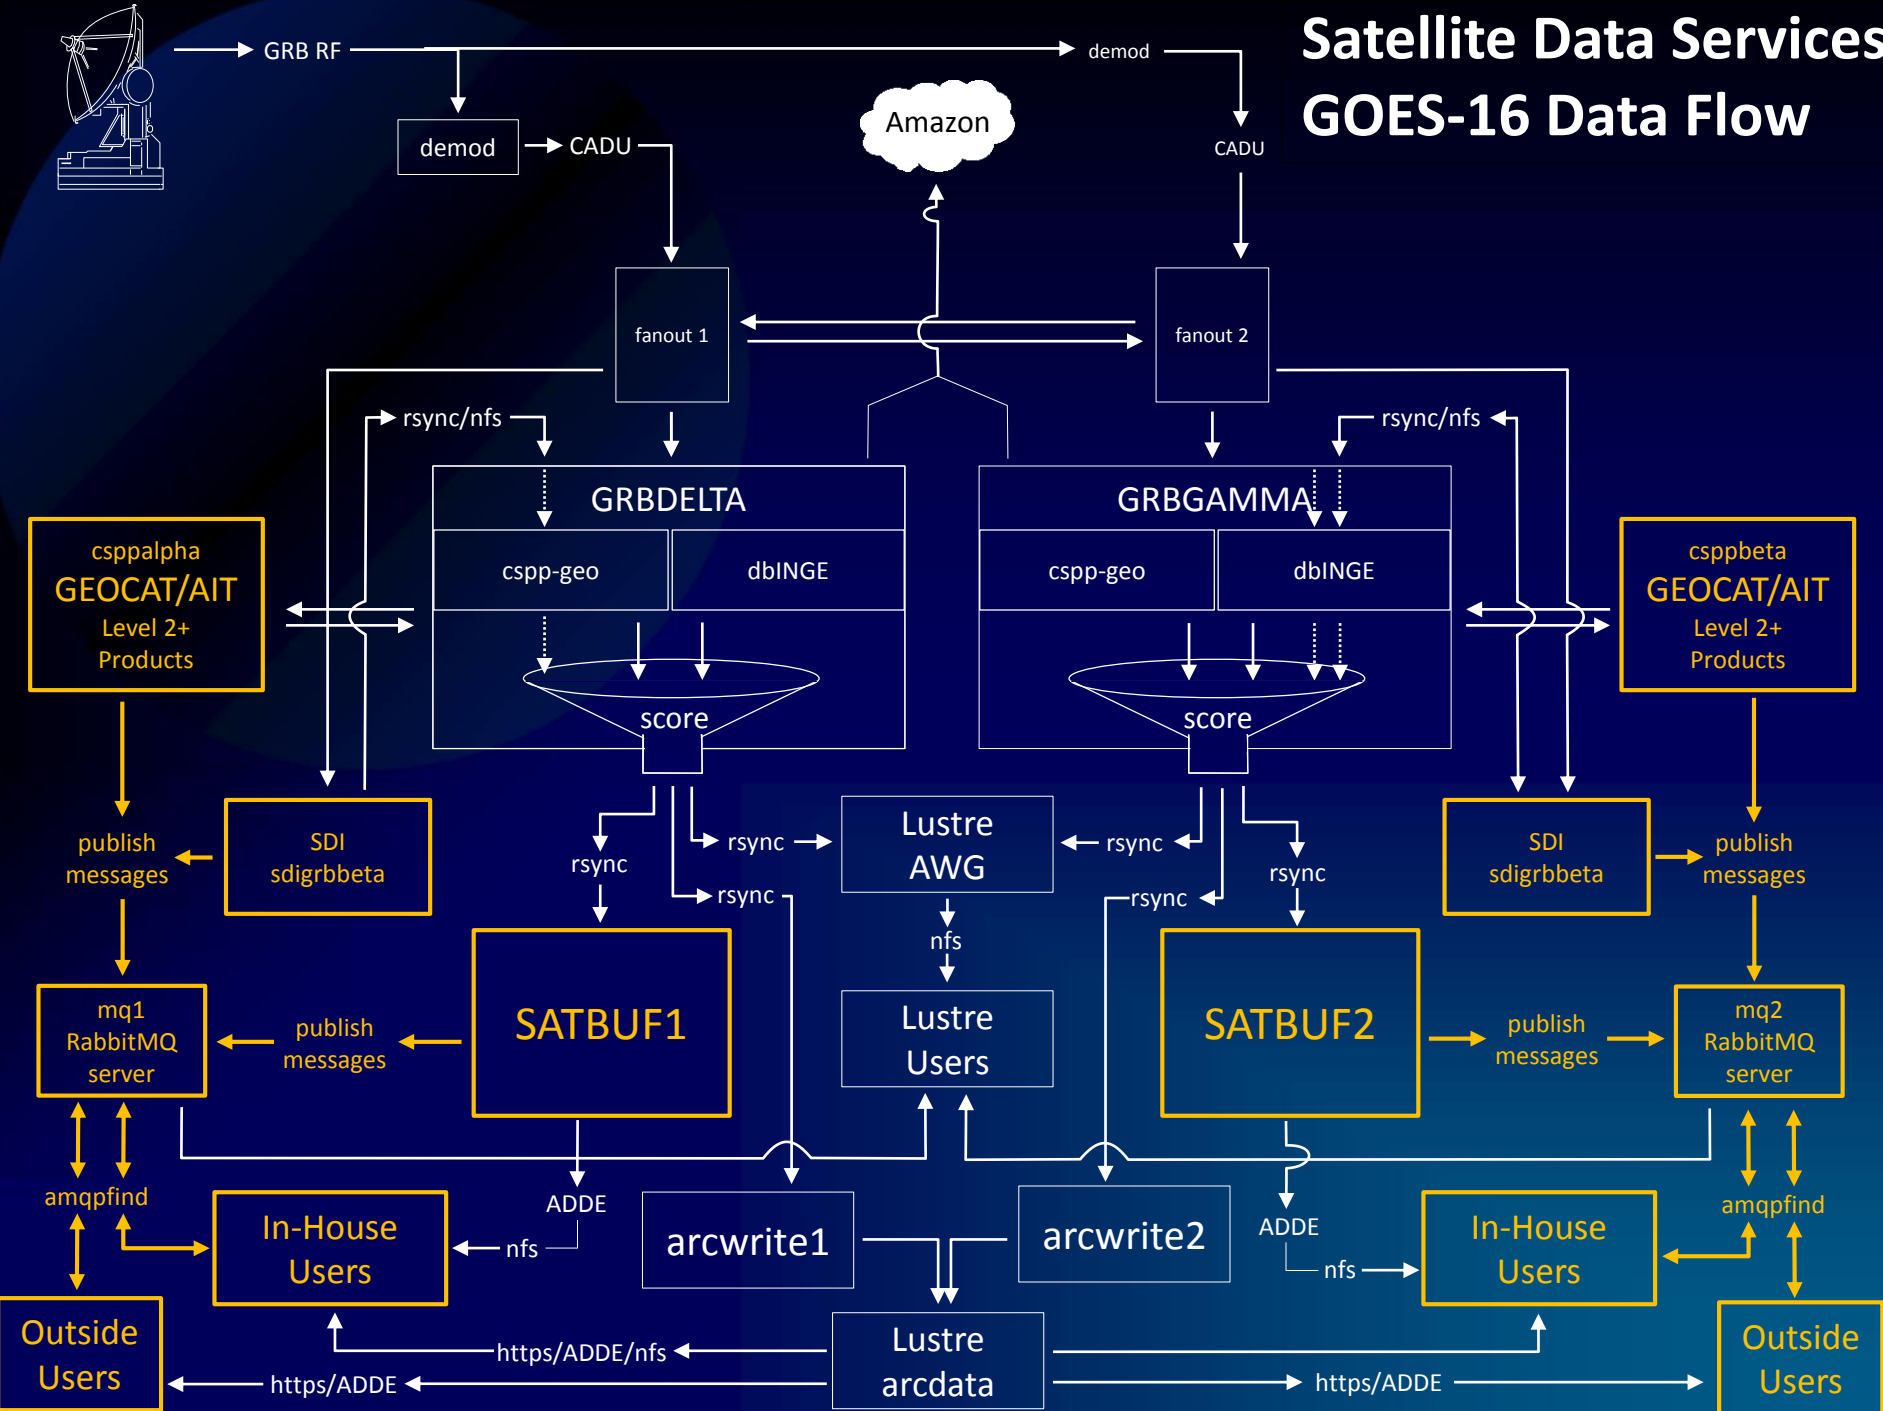 Satellite Data Services
GOES-16 Data Flow
GRB RF
demod
demod
CADU
Amazon
CADU
fanout 1
fanout 2
rsync/nfs
rsync/nfs
GRBDELTA
GRBGAMMA
cspp-geo
dbINGE
cspp-geo
dbINGE
csppalpha
GEOCAT/AIT
Level 2+
Products
csppbeta
GEOCAT/AIT
Level 2+
Products
score
score
publish
messages
SDI
sdigrbbeta
rsync
rsync
rsync
Lustre
AWG
rsync
rsync
rsync
SDI
sdigrbbeta
publish
messages
nfs
mq1
RabbitMQ
server
publish
messages
SATBUF1
Lustre
Users
SATBUF2
publish
messages
mq2
RabbitMQ
server
amqpfind
In-House
Users
ADDE
nfs
arcwrite1
arcwrite2
ADDE
nfs
In-House
Users
amqpfind
Outside
Users
https/ADDE/nfs
https/ADDE
Lustre
arcdata
https/ADDE
Outside
Users